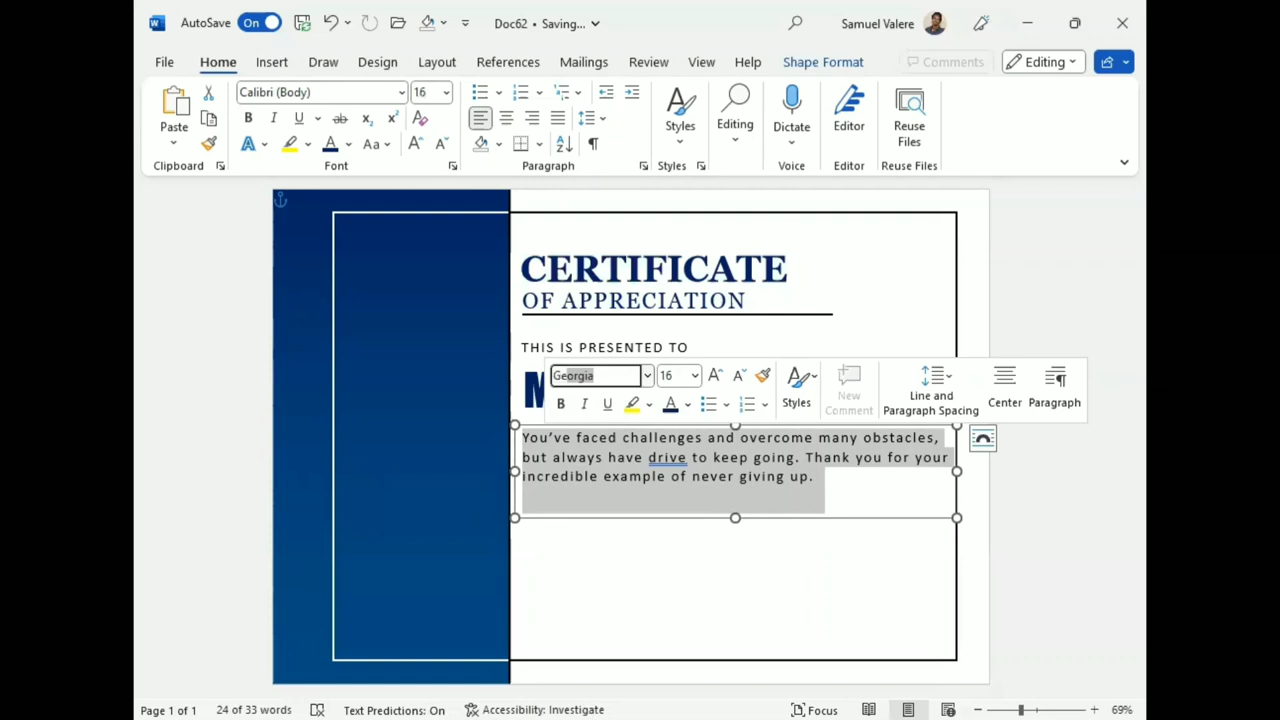 AutoSave On Doc62 • Saving... Samuel Valere
File Home Insert Draw Design Layout References Mailings Review View Help Shape Format Comments Editing
Paste Calibri (Body) 16 Styles Editing Dictate Editor Reuse Files
B I U ab x₂ x²
A Aa A A
Clipboard Font Paragraph Styles Voice Editor Reuse Files
CERTIFICATE
OF APPRECIATION
THIS IS PRESENTED TO
M
Georgia 16 A A Styles New Comment Line and Paragraph Spacing Center Paragraph
B I U A
You’ve faced challenges and overcome many obstacles,
but always have drive to keep going. Thank you for your
incredible example of never giving up.
Page 1 of 1 24 of 33 words Text Predictions: On Accessibility: Investigate Focus 69%